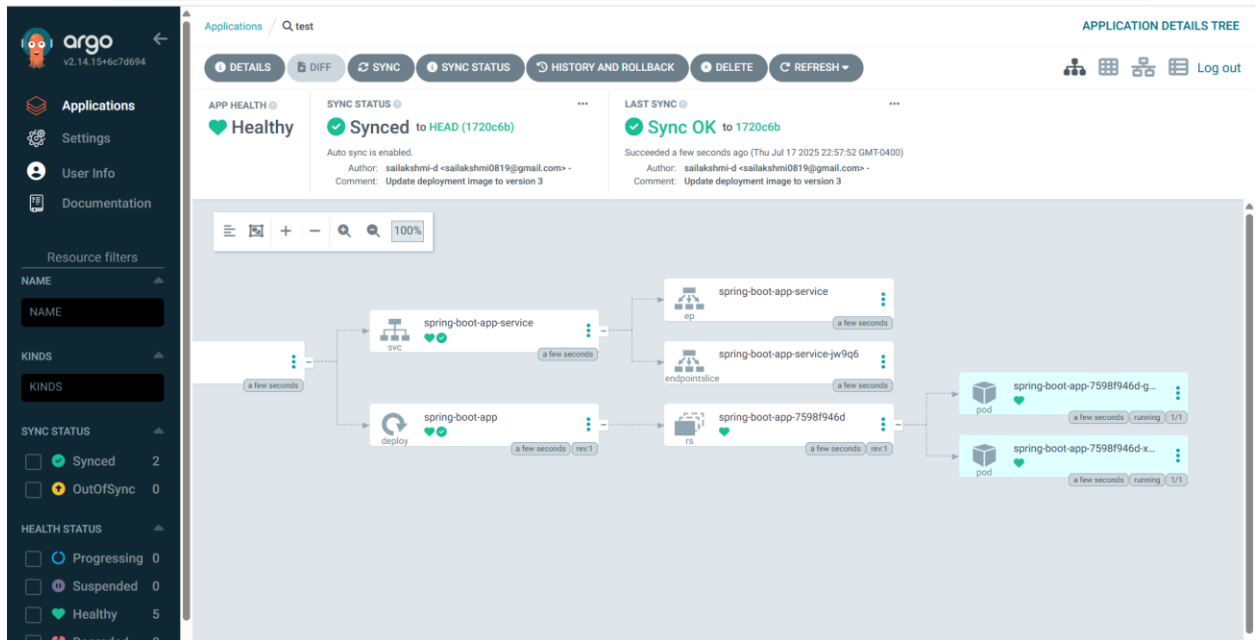 argo
v2.14.15+6c7d694
Applications
Settings
User Info
Documentation
Resource filters
NAME
NAME
KINDS
KINDS
SYNC STATUS
Synced 2
OutOfSync 0
HEALTH STATUS
Progressing 0
Suspended 0
Healthy 5
Applications / test
APPLICATION DETAILS TREE
DETAILS DIFF SYNC SYNC STATUS HISTORY AND ROLLBACK DELETE REFRESH
Log out
APP HEALTH
Healthy
SYNC STATUS
Synced to HEAD (1720c6b)
Auto sync is enabled.
Author: sailakshmi-d <sailakshmi0819@gmail.com> -
Comment: Update deployment image to version 3
LAST SYNC
Sync OK to 1720c6b
Succeeded a few seconds ago (Thu Jul 17 2025 22:57:52 GMT-0400)
Author: sailakshmi-d <sailakshmi0819@gmail.com> -
Comment: Update deployment image to version 3
100%
a few seconds
svc
spring-boot-app-service
a few seconds
deploy
spring-boot-app
a few seconds rev:1
ep
spring-boot-app-service
a few seconds
endpointslice
spring-boot-app-service-jw9q6
a few seconds
rs
spring-boot-app-7598f946d
a few seconds rev:1
pod
spring-boot-app-7598f946d-g...
a few seconds running 1/1
pod
spring-boot-app-7598f946d-x...
a few seconds running 1/1